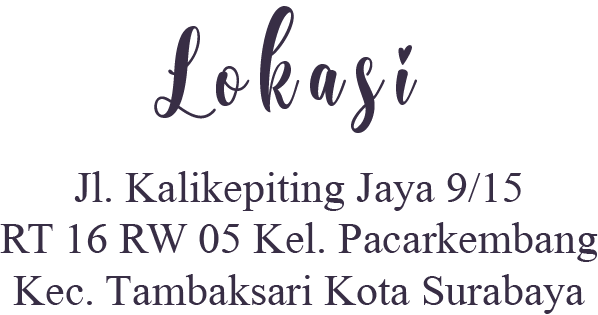 Lokasi
Jl. Kalikepiting Jaya 9/15
RT 16 RW 05 Kel. Pacarkembang
Kec. Tambaksari Kota Surabaya